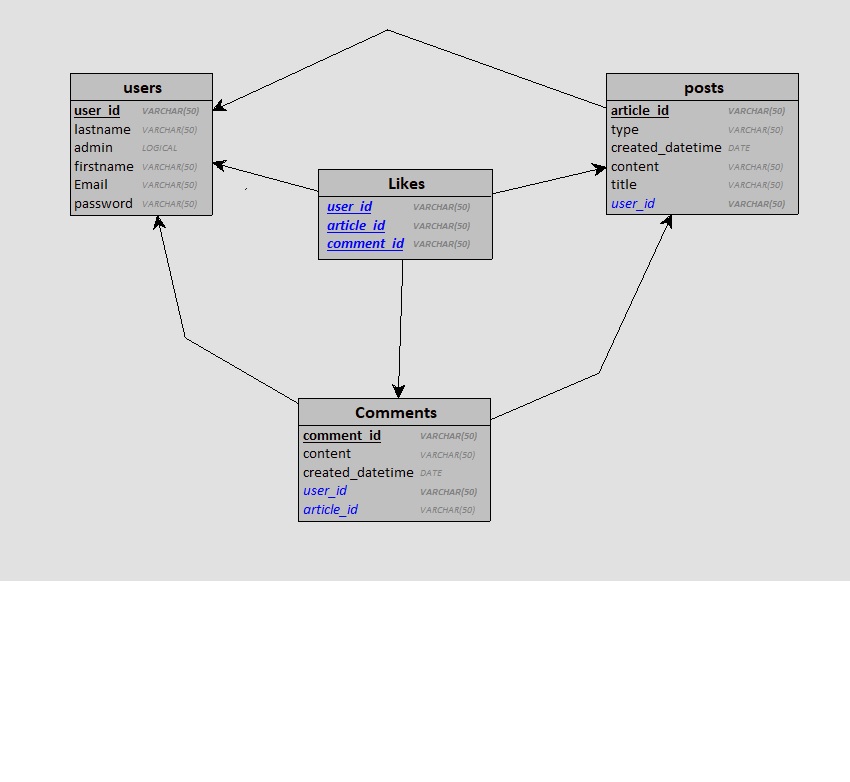 users
user_id VARCHAR(50)
lastname VARCHAR(50)
admin LOGICAL
firstname VARCHAR(50)
Email VARCHAR(50)
password VARCHAR(50)
posts
article_id VARCHAR(50)
type VARCHAR(50)
created_datetime DATE
content VARCHAR(50)
title VARCHAR(50)
user_id VARCHAR(50)
Likes
user_id VARCHAR(50)
article_id VARCHAR(50)
comment_id VARCHAR(50)
Comments
comment_id VARCHAR(50)
content VARCHAR(50)
created_datetime DATE
user_id VARCHAR(50)
article_id VARCHAR(50)